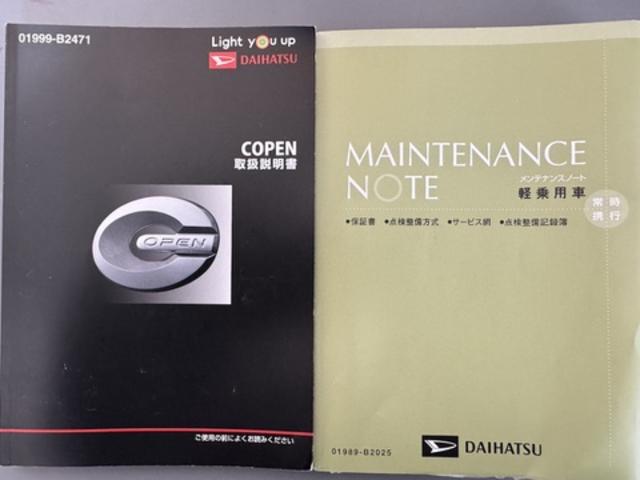 01999-B2471
Light you up
DAIHATSU
COPEN
取扱説明書
COPEN
ご使用の前によくお読みください
MAINTENANCE
NOTE
メンテナンスノート
軽乗用車
常時
携行
●保証書 ●点検整備方式 ●サービス網 ●点検整備記録簿
01989-B2025
DAIHATSU